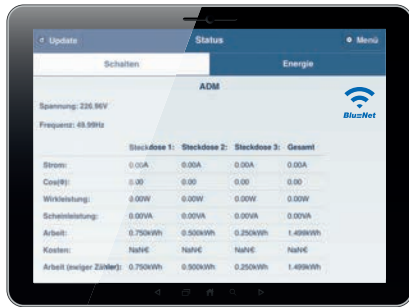 Update Status Menü
Schalten Energie
ADM
Spannung: 226.96V
BlueNet
Frequenz: 49.99Hz
Steckdose 1: Steckdose 2: Steckdose 3: Gesamt
Strom: 0.00A 0.00A 0.00A 0.00A
Cos(Φ): 0.00 0.00 0.00 0.00
Wirkleistung: 0.00W 0.00W 0.00W 0.00W
Scheinleistung: 0.00VA 0.00VA 0.00VA 0.00VA
Arbeit: 0.750kWh 0.500kWh 0.250kWh 1.499kWh
Kosten: NaN€ NaN€ NaN€ NaN€
Arbeit (ewiger Zähler): 0.750kWh 0.500kWh 0.250kWh 1.499kWh